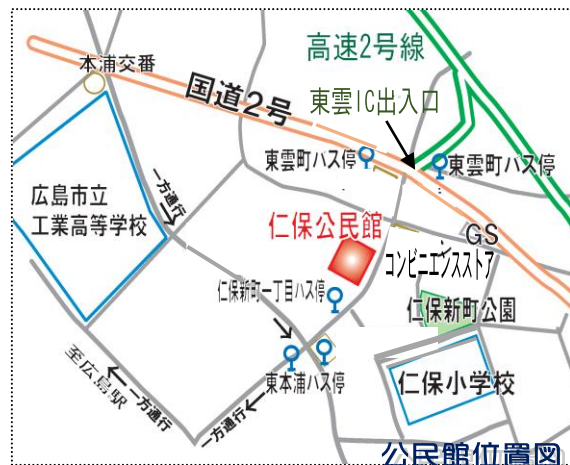 高速2号線
本浦交番
国道2号
東雲IC出入口
東雲町バス停
東雲町バス停
広島市立
工業高等学校
一方通行
仁保公民館
GS
コンビニエンスストア
仁保新町一丁目バス停
仁保新町公園
東本浦バス停
仁保小学校
至広島駅
一方通行
一方通行
公民館位置図